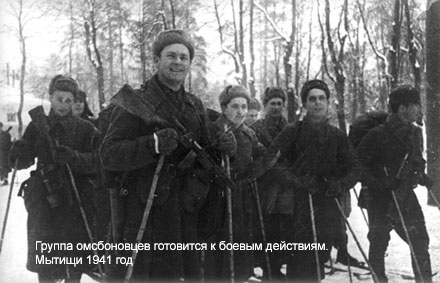 Группа омсбоновцев готовится к боевым действиям.
Мытищи 1941 год